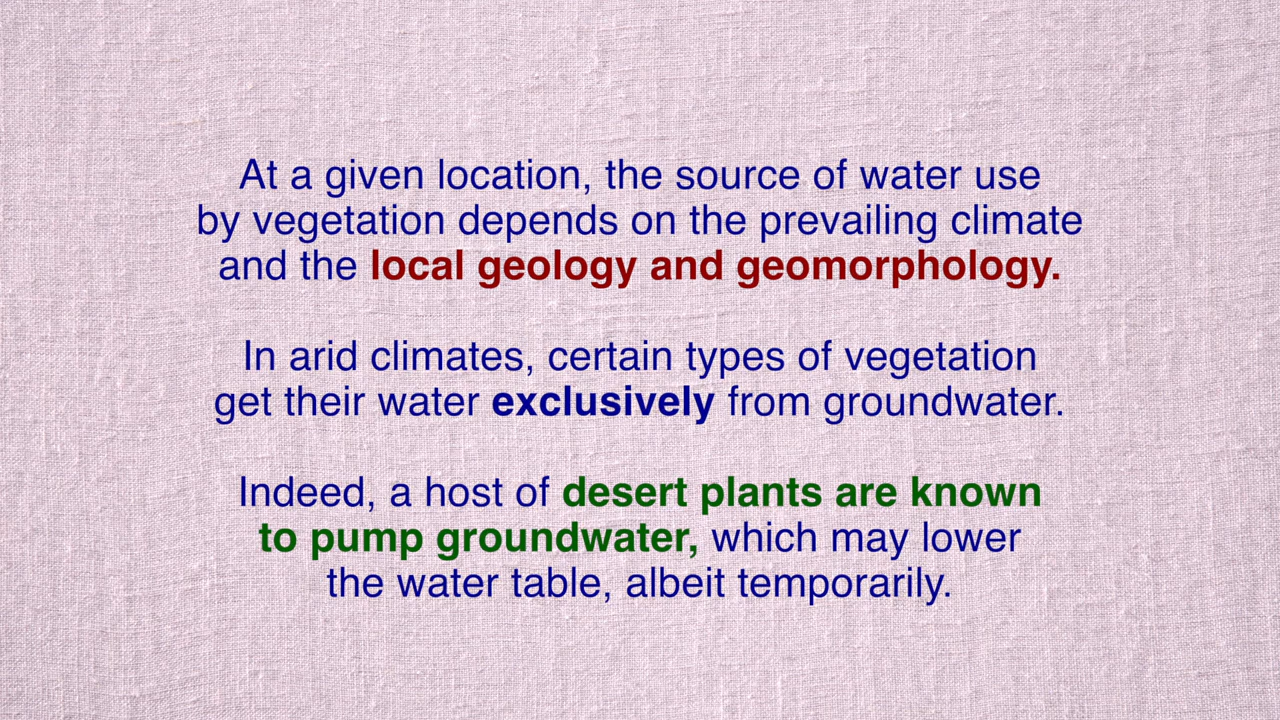 At a given location, the source of water use
by vegetation depends on the prevailing climate
and the local geology and geomorphology.
In arid climates, certain types of vegetation
get their water exclusively from groundwater.
Indeed, a host of desert plants are known
to pump groundwater, which may lower
the water table, albeit temporarily.